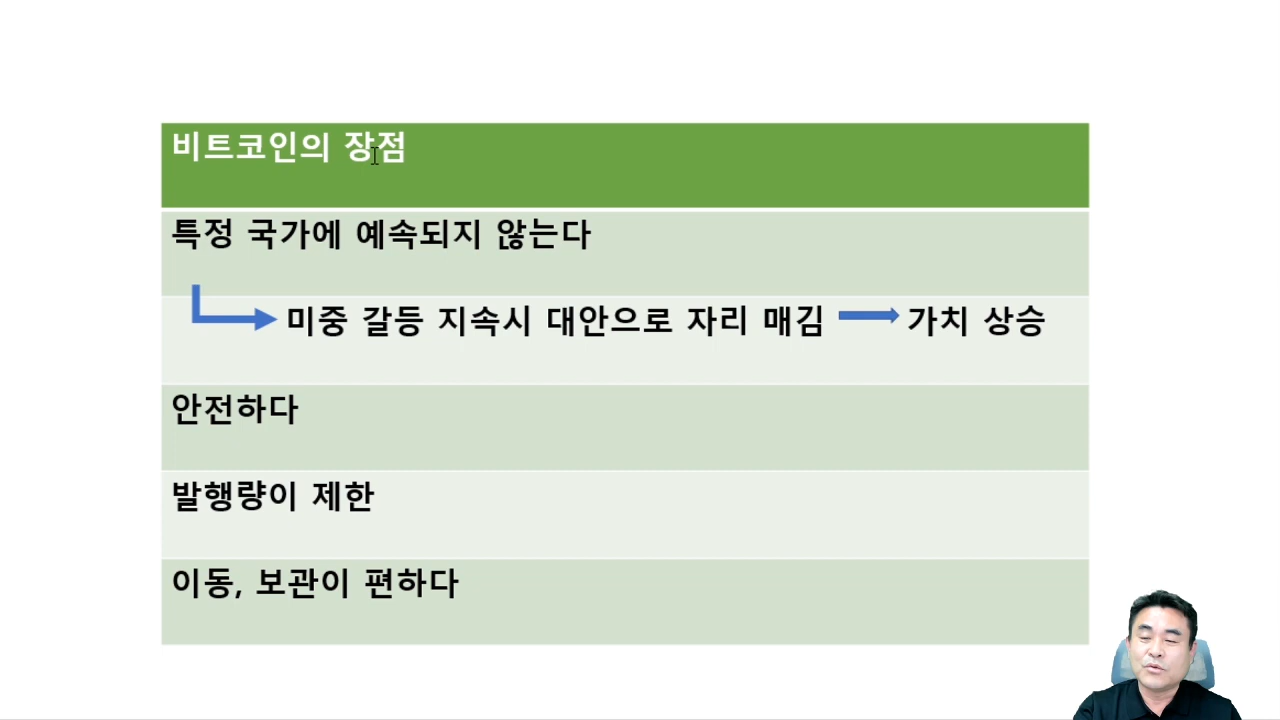 비트코인의 장점
특정 국가에 예속되지 않는다
미중 갈등 지속시 대안으로 자리 매김 가치 상승
안전하다
발행량이 제한
이동, 보관이 편하다